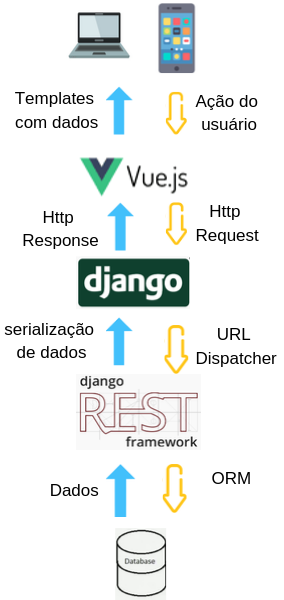 Templates
com dados
Ação do
usuário
Vue.js
Http
Response
Http
Request
django
serialização
de dados
URL
Dispatcher
django
REST
framework
Dados
ORM
Database